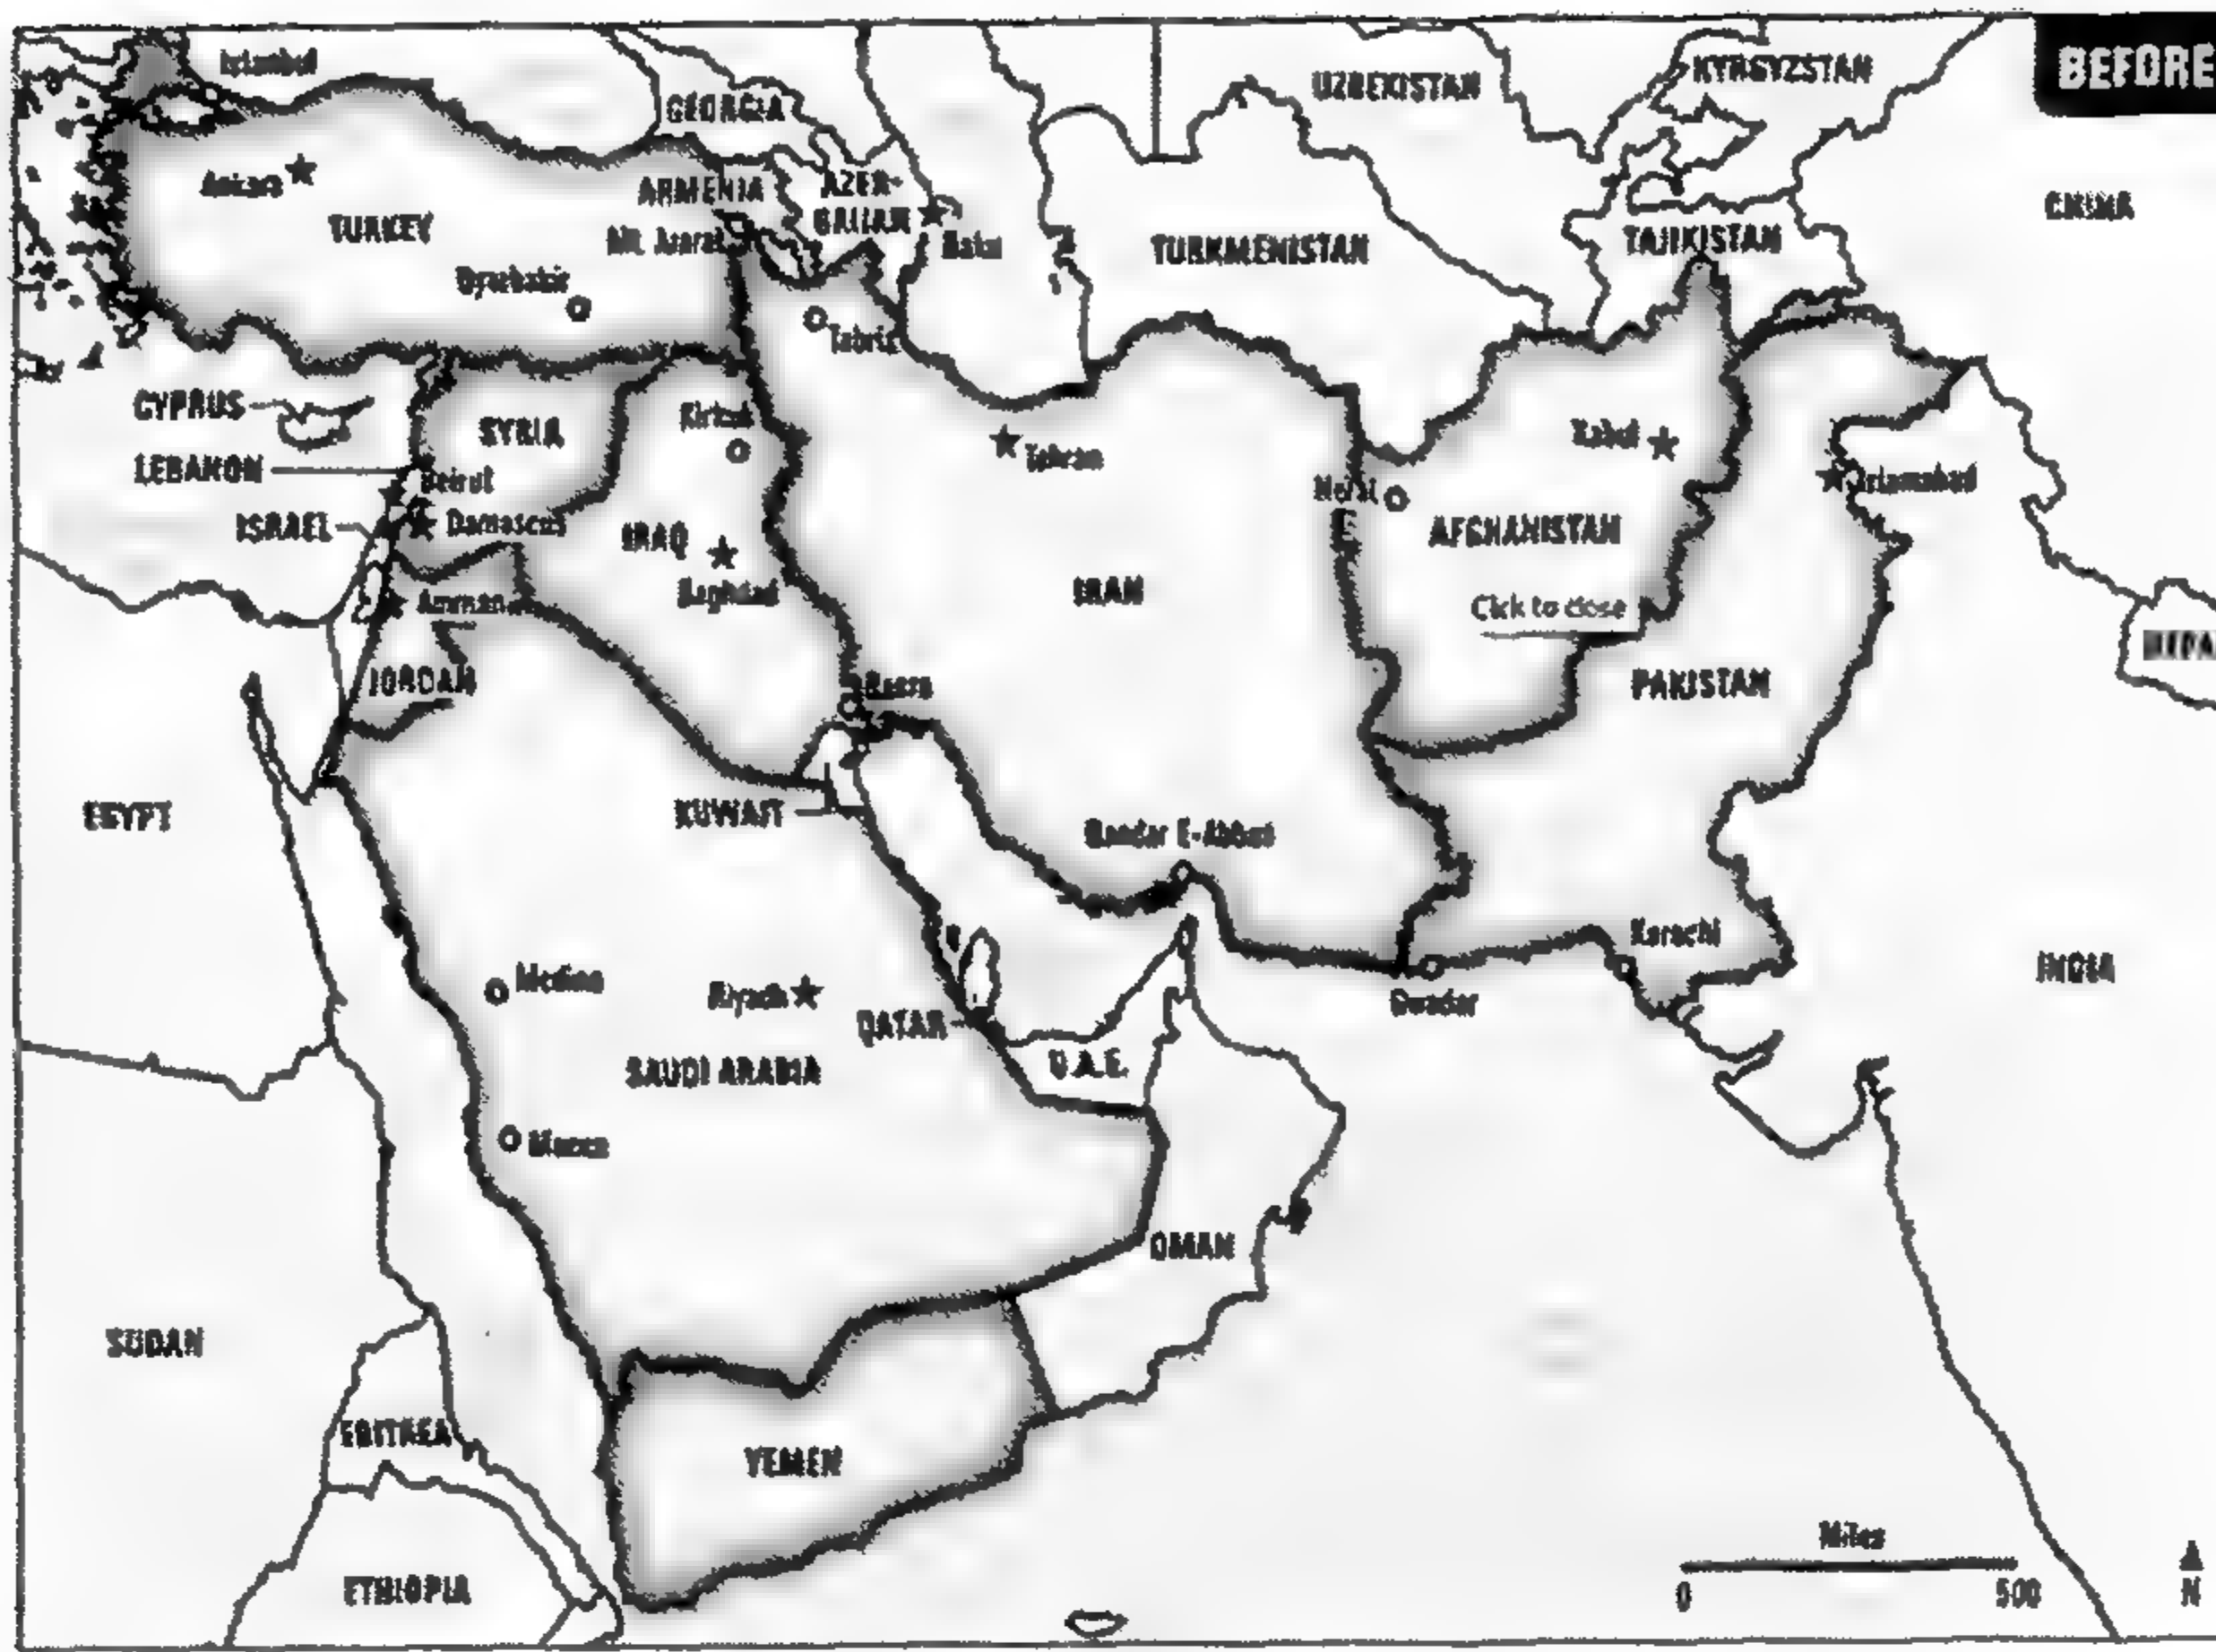 BEFORE
Istanbul
UZBEKISTAN
KYRGYZSTAN
GEORGIA
Ankara
ARMENIA
AZER-
BAIJAN
CHINA
TURKEY
Mt. Ararat
Baku
TURKMENISTAN
TAJIKISTAN
Dyarbakir
Tabriz
CYPRUS
SYRIA
Kirkuk
Kabul
Tehran
LEBANON
Beirut
Herat
Islamabad
ISRAEL
Damascus
IRAQ
AFGHANISTAN
Baghdad
IRAN
Amman
Click to close
NEPA
JORDAN
Basra
PAKISTAN
EGYPT
KUWAIT
Bandar E-Abbas
Karachi
Medina
Riyadh
INDIA
QATAR
Gwadar
SAUDI ARABIA
U.A.E.
Mecca
OMAN
SUDAN
ERITREA
YEMEN
Miles
ETHIOPIA
0
500
N